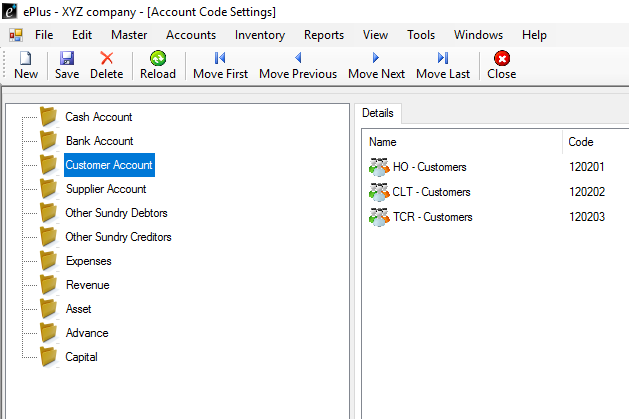 ePlus - XYZ company - [Account Code Settings]
File Edit Master Accounts Inventory Reports View Tools Windows Help
New Save Delete Reload Move First Move Previous Move Next Move Last Close
Cash Account
Bank Account
Customer Account
Supplier Account
Other Sundry Debtors
Other Sundry Creditors
Expenses
Revenue
Asset
Advance
Capital
Details
Name Code
HO - Customers 120201
CLT - Customers 120202
TCR - Customers 120203